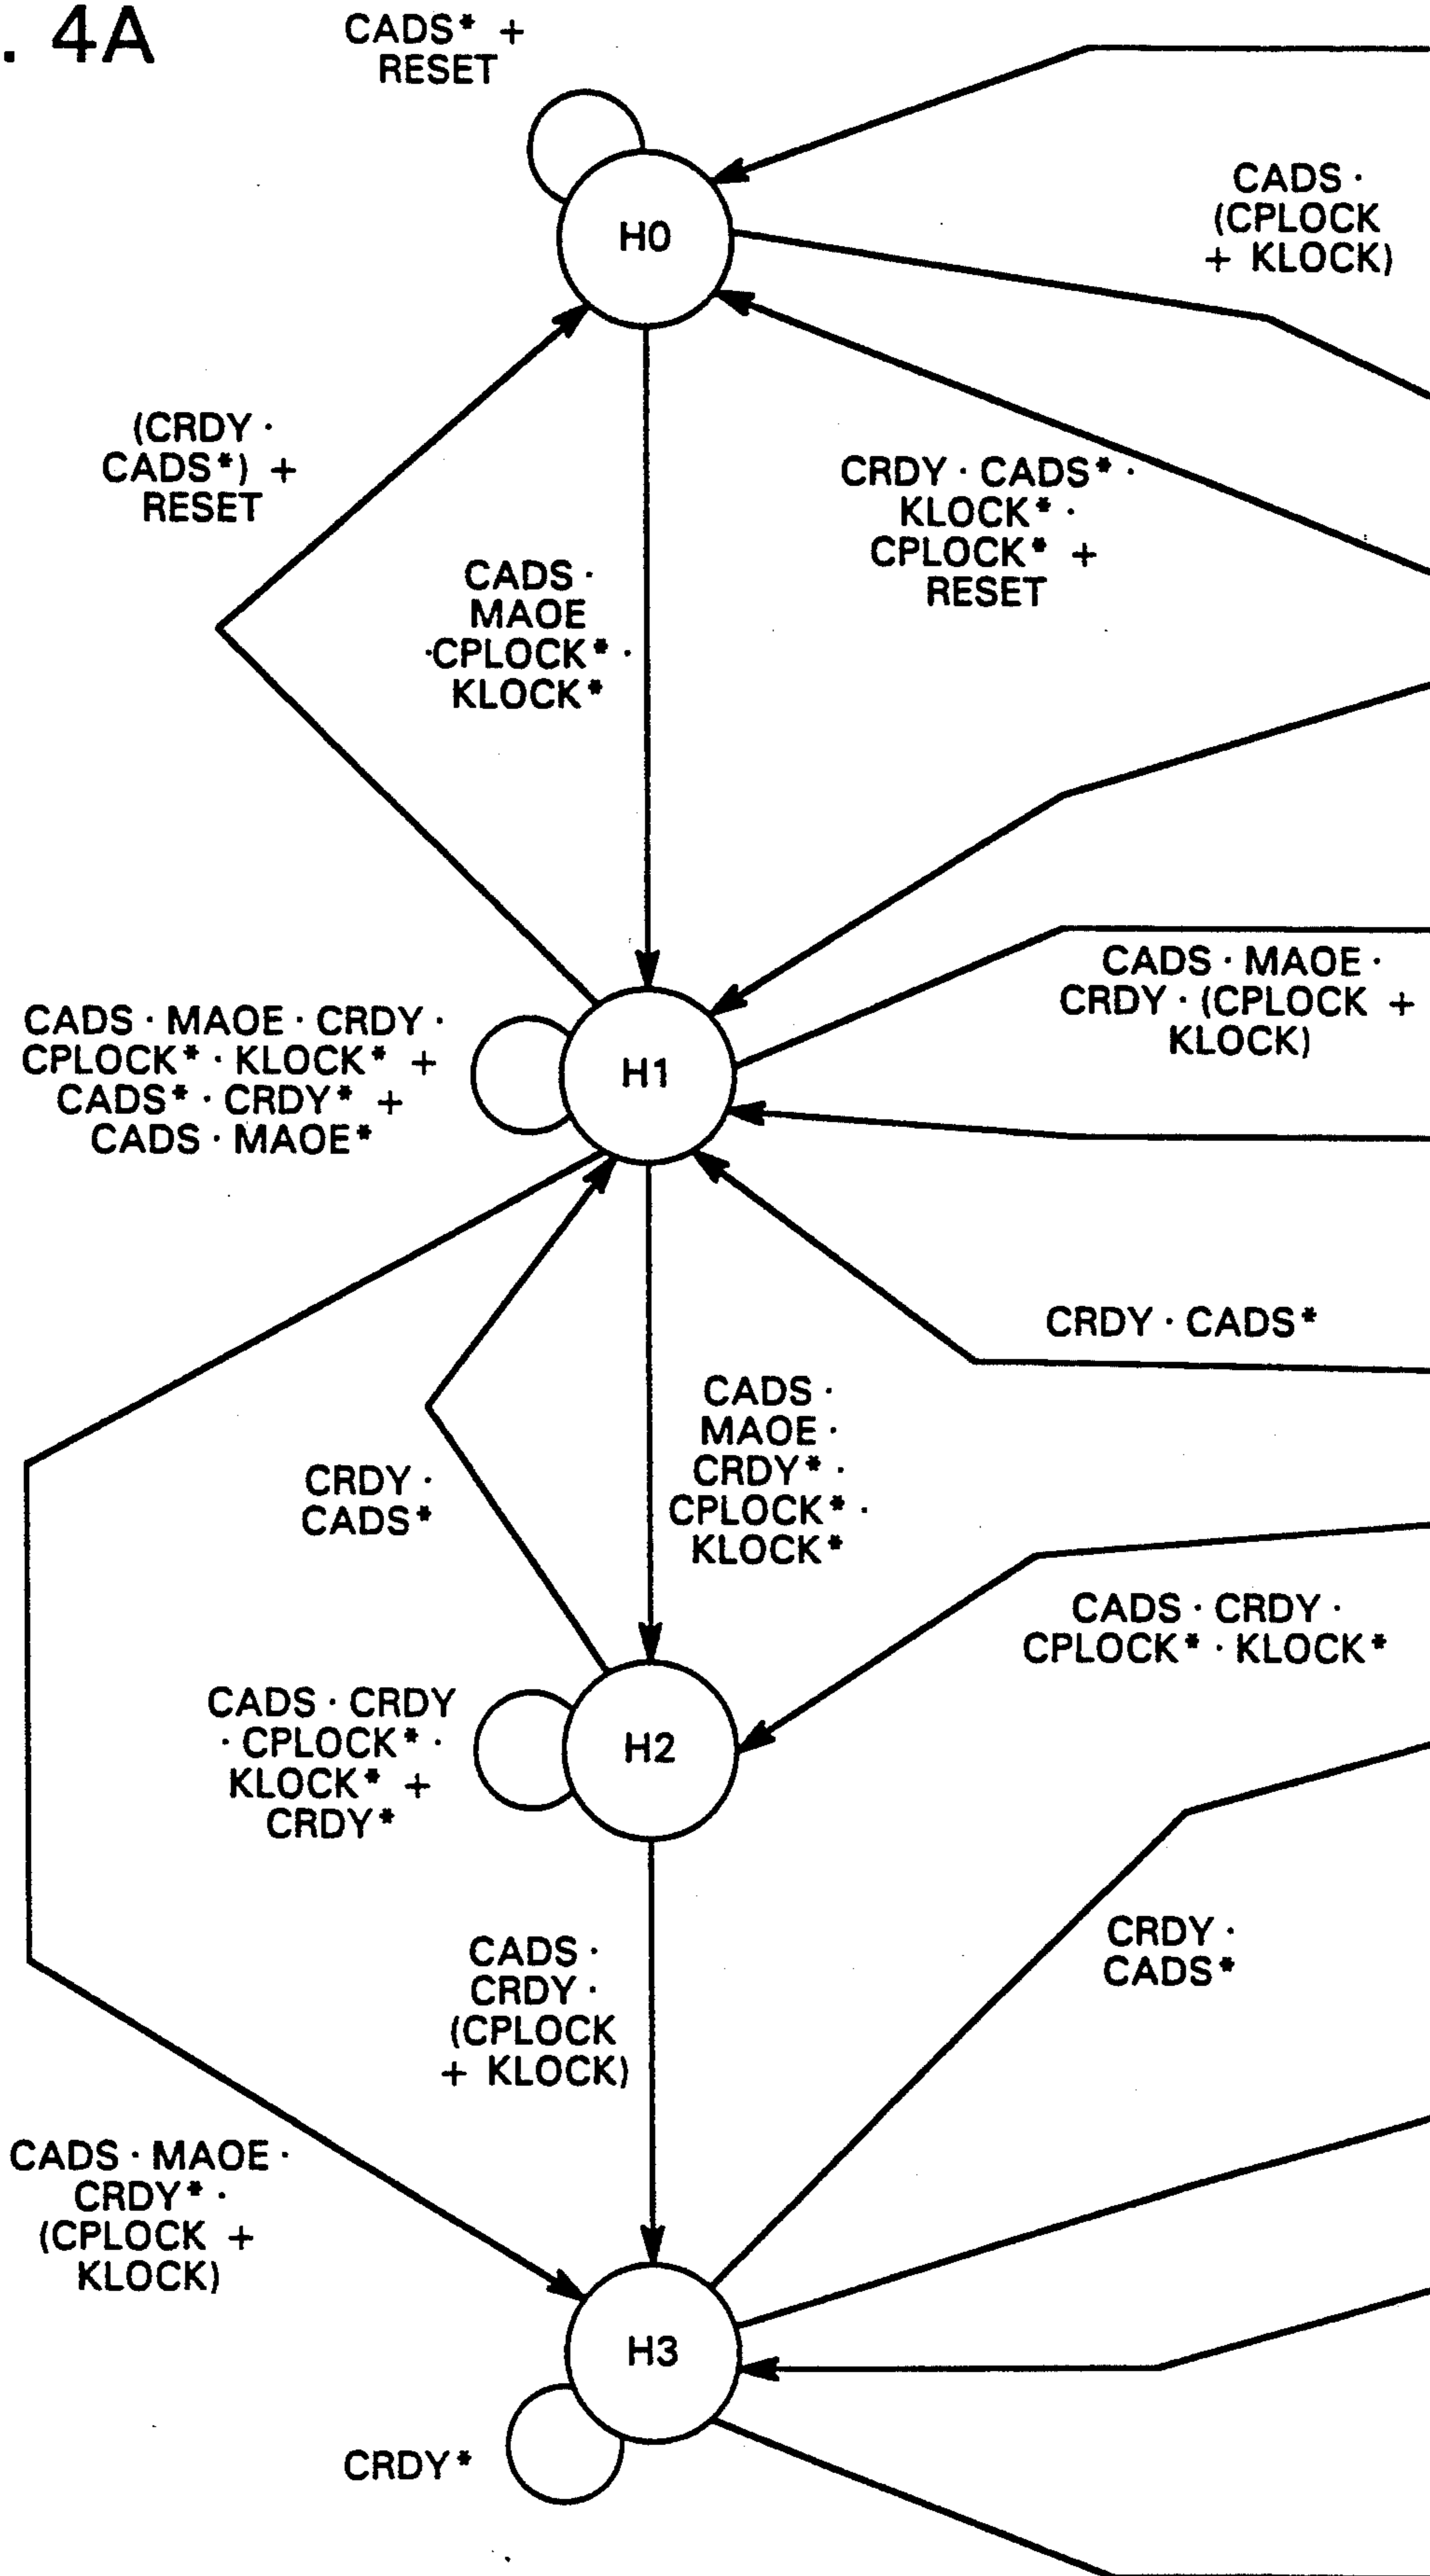 . 4A
CADS* +
RESET
CADS ·
(CPLOCK
+ KLOCK)
H0
(CRDY ·
CADS*) +
RESET
CRDY · CADS* ·
KLOCK* ·
CPLOCK* +
RESET
CADS ·
MAOE
·CPLOCK* ·
KLOCK*
CADS · MAOE ·
CRDY · (CPLOCK +
KLOCK)
CADS · MAOE · CRDY ·
CPLOCK* · KLOCK* +
CADS* · CRDY* +
CADS · MAOE*
H1
CRDY · CADS*
CADS ·
MAOE ·
CRDY* ·
CPLOCK* ·
KLOCK*
CRDY ·
CADS*
CADS · CRDY ·
CPLOCK* · KLOCK*
CADS · CRDY
· CPLOCK* ·
KLOCK* +
CRDY*
H2
CRDY ·
CADS*
CADS ·
CRDY ·
(CPLOCK
+ KLOCK)
CADS · MAOE ·
CRDY* ·
(CPLOCK +
KLOCK)
H3
CRDY*